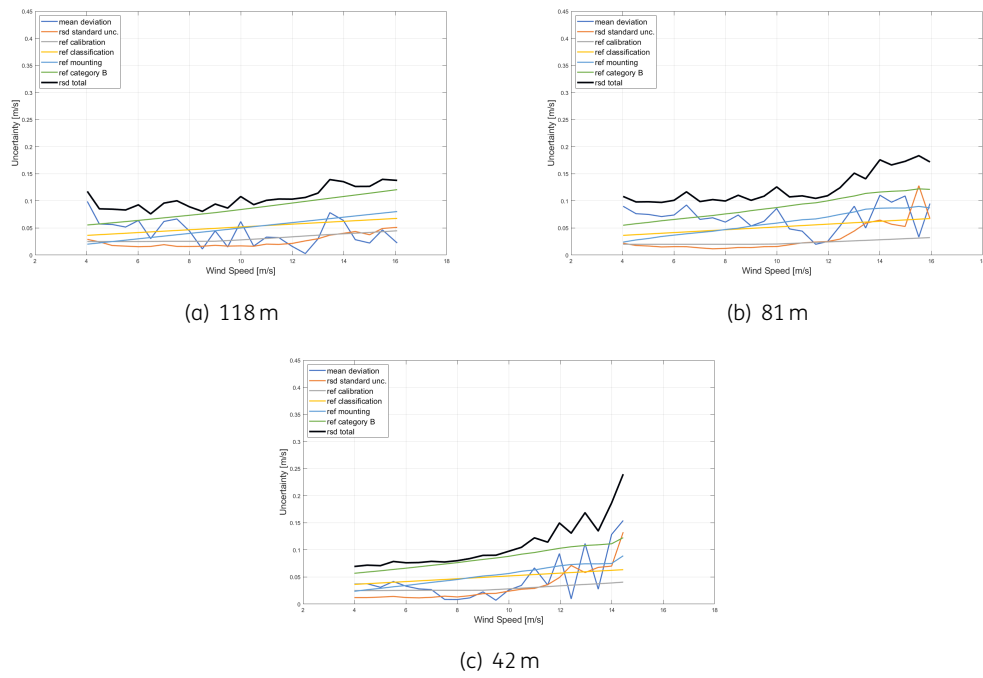 0.45
0.4
0.35
0.3
0.25
0.2
0.15
0.1
0.05
0
mean deviation
rsd standard unc.
ref calibration
ref classification
ref mounting
ref category B
rsd total
Uncertainty [m/s]
2 4 6 8 10 12 14 16 18
Wind Speed [m/s]
(a) 118 m
0.45
0.4
0.35
0.3
0.25
0.2
0.15
0.1
0.05
0
mean deviation
rsd standard unc.
ref calibration
ref classification
ref mounting
ref category B
rsd total
Uncertainty [m/s]
2 4 6 8 10 12 14 16 1
Wind Speed [m/s]
(b) 81 m
0.45
0.4
0.35
0.3
0.25
0.2
0.15
0.1
0.05
0
mean deviation
rsd standard unc.
ref calibration
ref classification
ref mounting
ref category B
rsd total
Uncertainty [m/s]
2 4 6 8 10 12 14 16 18
Wind Speed [m/s]
(c) 42 m